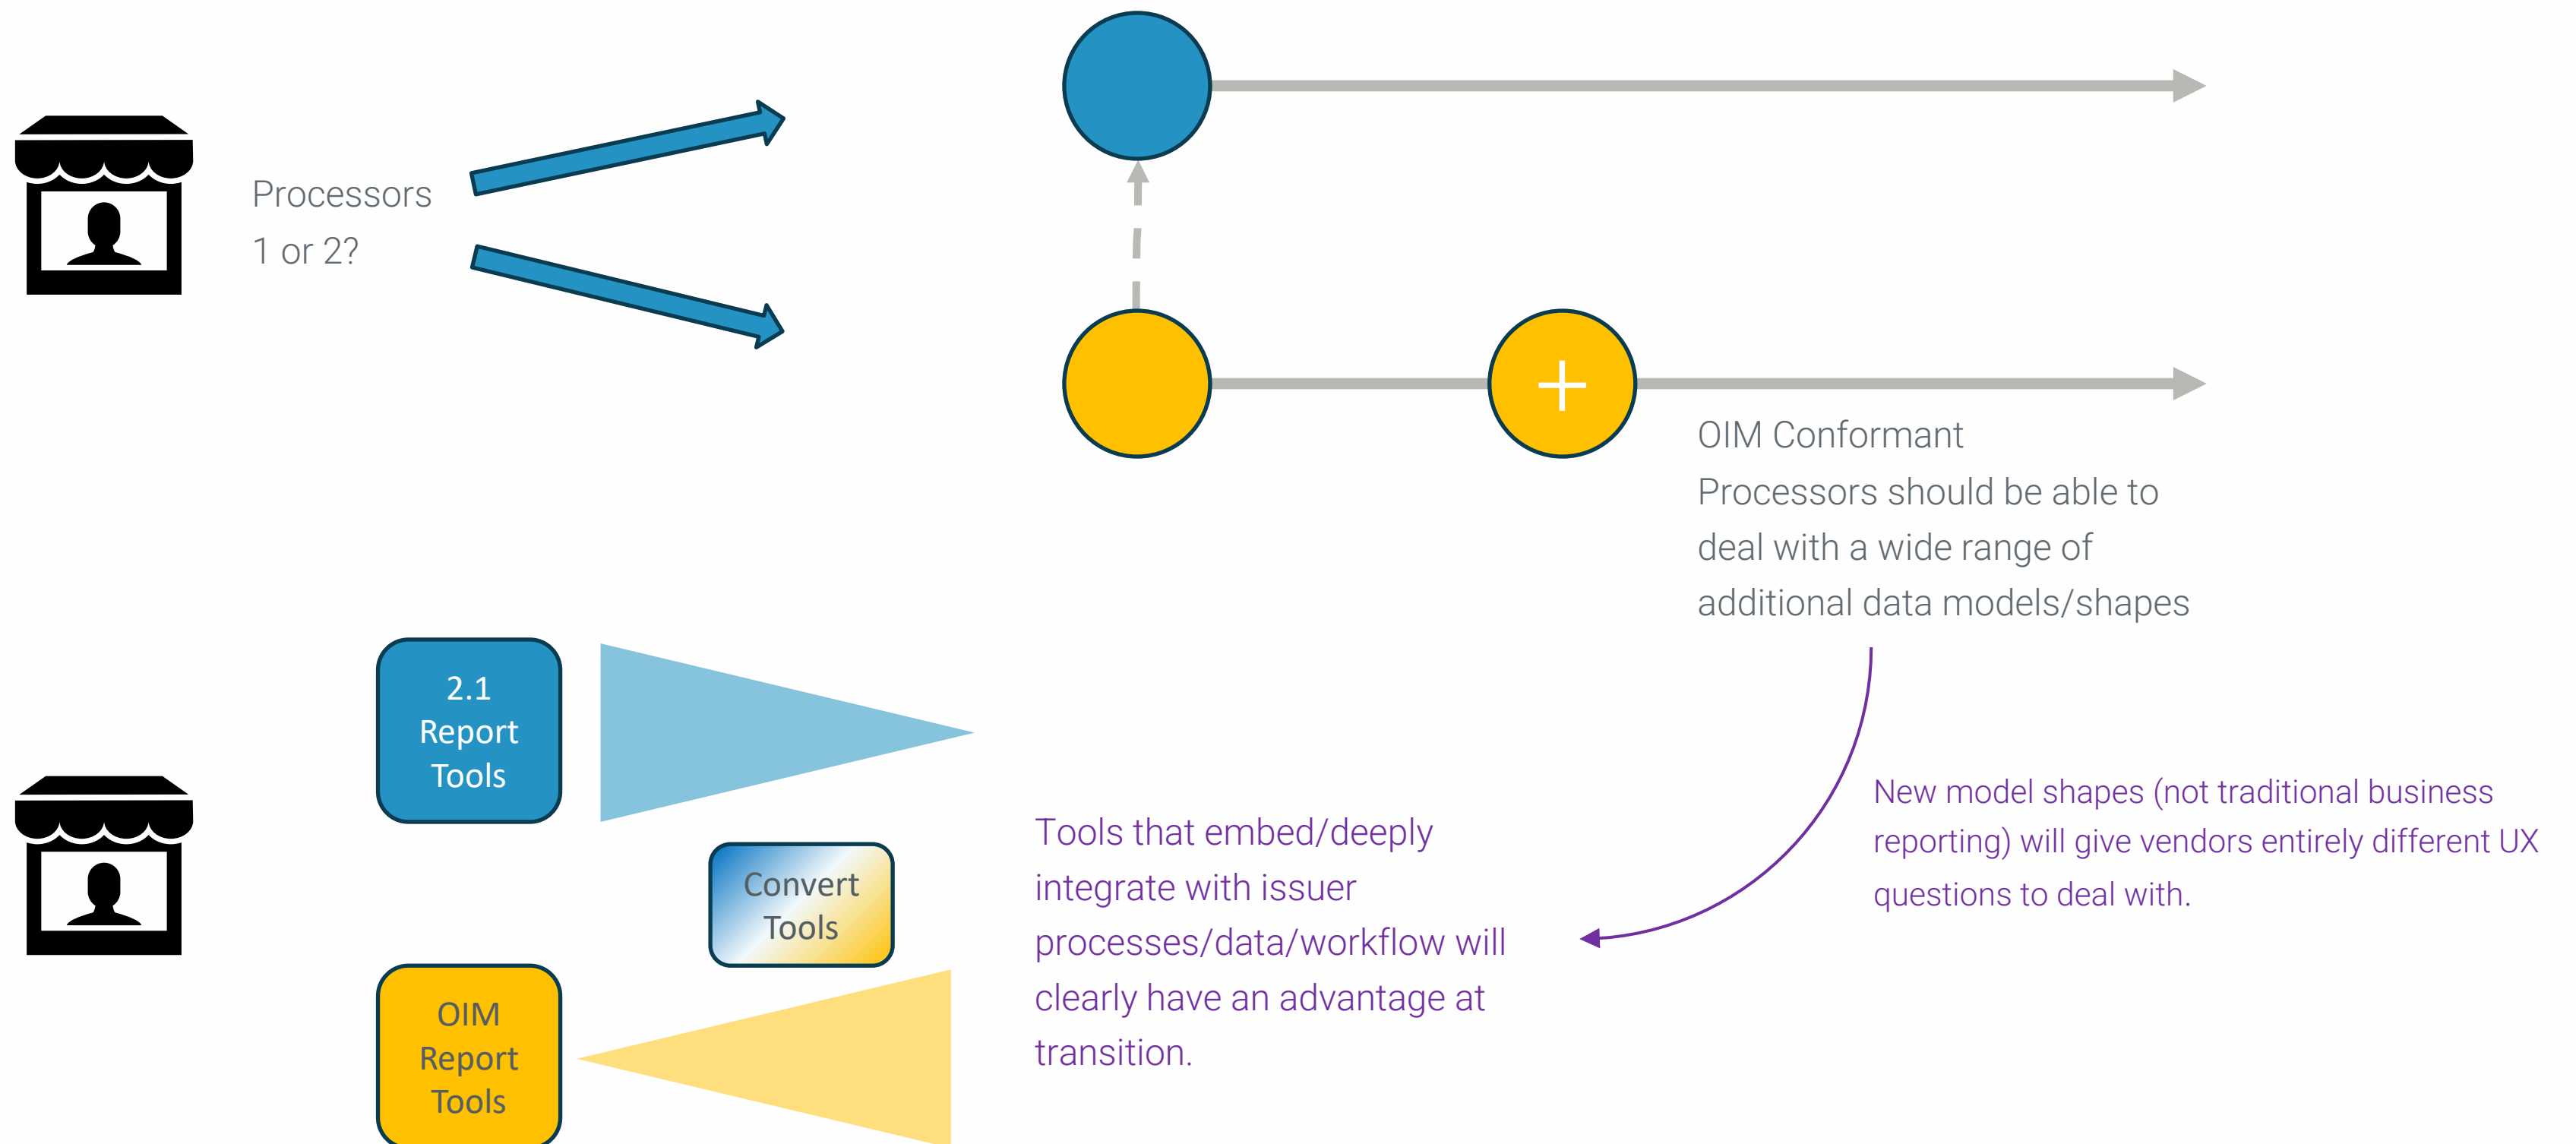 Processors
1 or 2?
+
OIM Conformant
Processors should be able to
deal with a wide range of
additional data models/shapes
2.1
Report
Tools
Convert
Tools
OIM
Report
Tools
Tools that embed/deeply
integrate with issuer
processes/data/workflow will
clearly have an advantage at
transition.
New model shapes (not traditional business
reporting) will give vendors entirely different UX
questions to deal with.